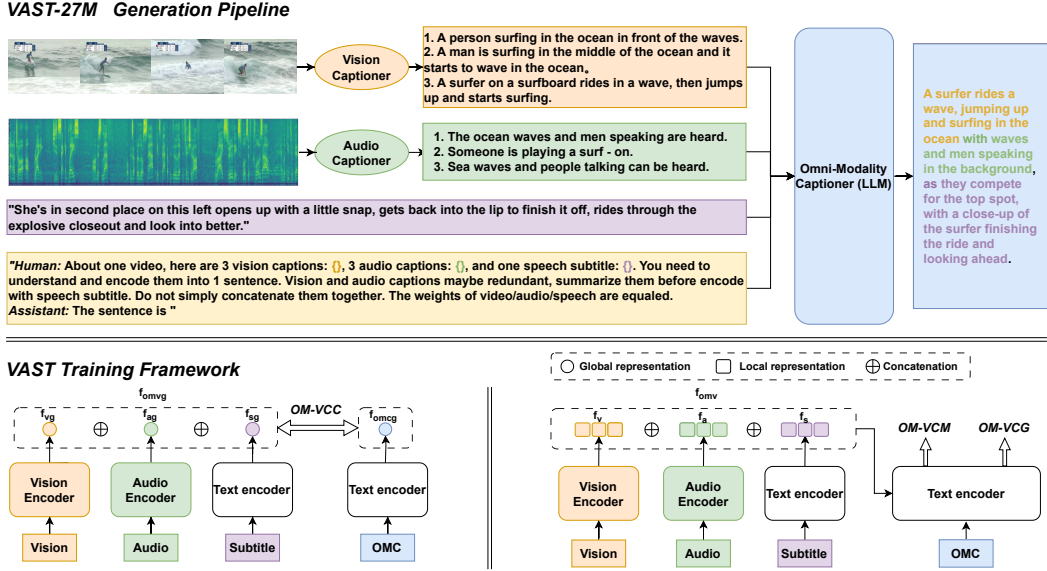 VAST-27M Generation Pipeline
Vision
Captioner
1. A person surfing in the ocean in front of the waves.
2. A man is surfing in the middle of the ocean and it
starts to wave in the ocean。
3. A surfer on a surfboard rides in a wave, then jumps
up and starts surfing.
Audio
Captioner
1. The ocean waves and men speaking are heard.
2. Someone is playing a surf - on.
3. Sea waves and people talking can be heard.
"She's in second place on this left opens up with a little snap, gets back into the lip to finish it off, rides through the
explosive closeout and look into better."
"Human: About one video, here are 3 vision captions: {}, 3 audio captions: {}, and one speech subtitle: {}. You need to
understand and encode them into 1 sentence. Vision and audio captions maybe redundant, summarize them before encode
with speech subtitle. Do not simply concatenate them together. The weights of video/audio/speech are equaled.
Assistant: The sentence is "
Omni-Modality
Captioner (LLM)
A surfer rides a
wave, jumping up
and surfing in the
ocean with waves
and men speaking
in the background,
as they compete
for the top spot,
with a close-up of
the surfer finishing
the ride and
looking ahead.
VAST Training Framework
f_omvg
f_vg
⊕
f_ag
⊕
f_sg
OM-VCC
f_omcg
Vision
Encoder
Audio
Encoder
Text encoder
Text encoder
Vision
Audio
Subtitle
OMC
Global representation
Local representation
⊕ Concatenation
f_omv
f_v
⊕
f_a
⊕
f_s
OM-VCM
OM-VCG
Vision
Encoder
Audio
Encoder
Text encoder
Text encoder
Vision
Audio
Subtitle
OMC